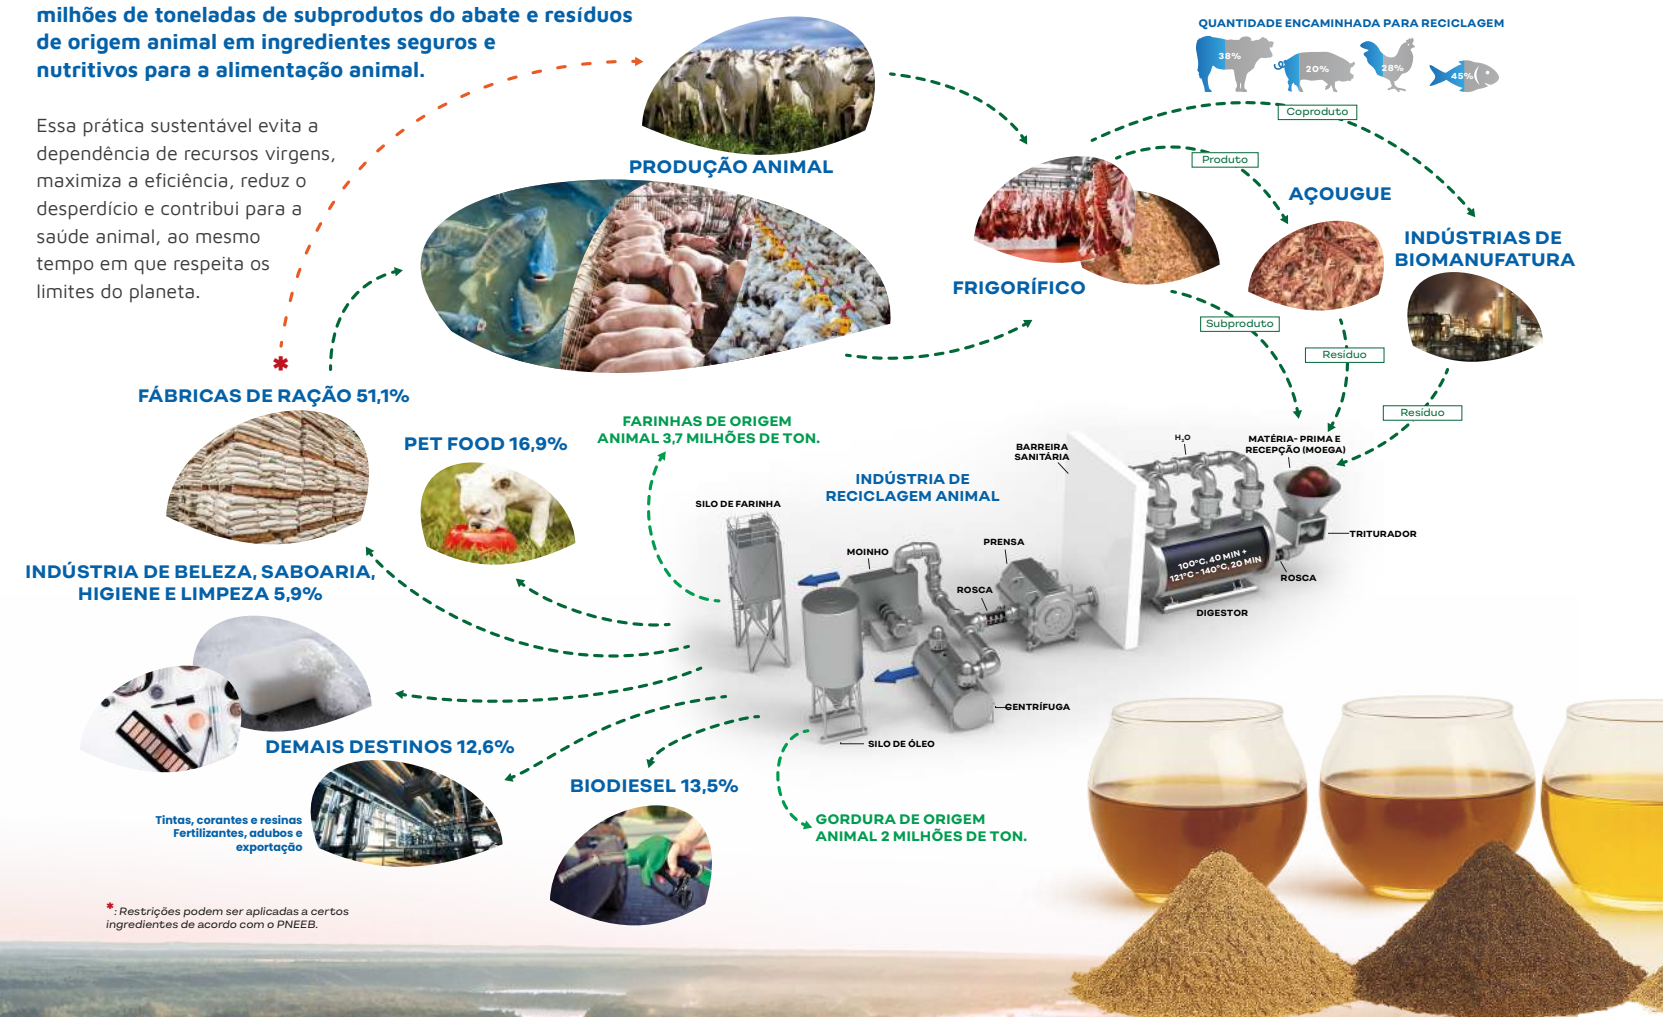 milhões de toneladas de subprodutos do abate e resíduos
de origem animal em ingredientes seguros e
nutritivos para a alimentação animal.
Essa prática sustentável evita a
dependência de recursos virgens,
maximiza a eficiência, reduz o
desperdício e contribui para a
saúde animal, ao mesmo
tempo em que respeita os
limites do planeta.
QUANTIDADE ENCAMINHADA PARA RECICLAGEM
38%
20%
28%
45%
PRODUÇÃO ANIMAL
Coproduto
Produto
AÇOUGUE
INDÚSTRIAS DE
BIOMANUFATURA
FRIGORÍFICO
Subproduto
Resíduo
Resíduo
*
FÁBRICAS DE RAÇÃO 51,1%
PET FOOD 16,9%
FARINHAS DE ORIGEM
ANIMAL 3,7 MILHÕES DE TON.
INDÚSTRIA DE
RECICLAGEM ANIMAL
BARREIRA
SANITÁRIA
H₂O
MATÉRIA- PRIMA E
RECEPÇÃO (MOEGA)
SILO DE FARINHA
MOINHO
PRENSA
ROSCA
100°C, 40 MIN +
121°C - 140°C, 20 MIN
TRITURADOR
ROSCA
DIGESTOR
INDÚSTRIA DE BELEZA, SABOARIA,
HIGIENE E LIMPEZA 5,9%
CENTRÍFUGA
SILO DE ÓLEO
DEMAIS DESTINOS 12,6%
Tintas, corantes e resinas
Fertilizantes, adubos e
exportação
BIODIESEL 13,5%
GORDURA DE ORIGEM
ANIMAL 2 MILHÕES DE TON.
*: Restrições podem ser aplicadas a certos
ingredientes de acordo com o PNEEB.